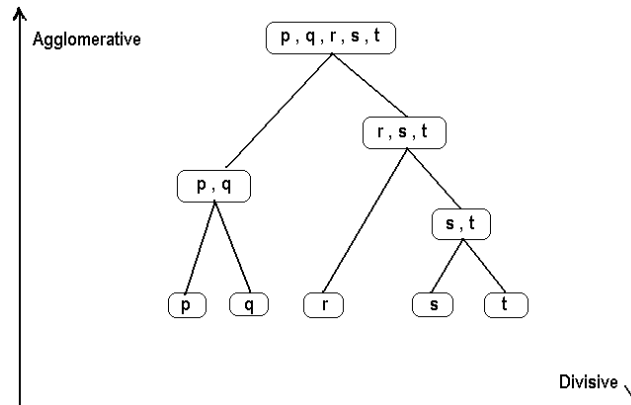 Agglomerative
p , q , r , s , t
r , s , t
p , q
s , t
p q r s t
Divisive